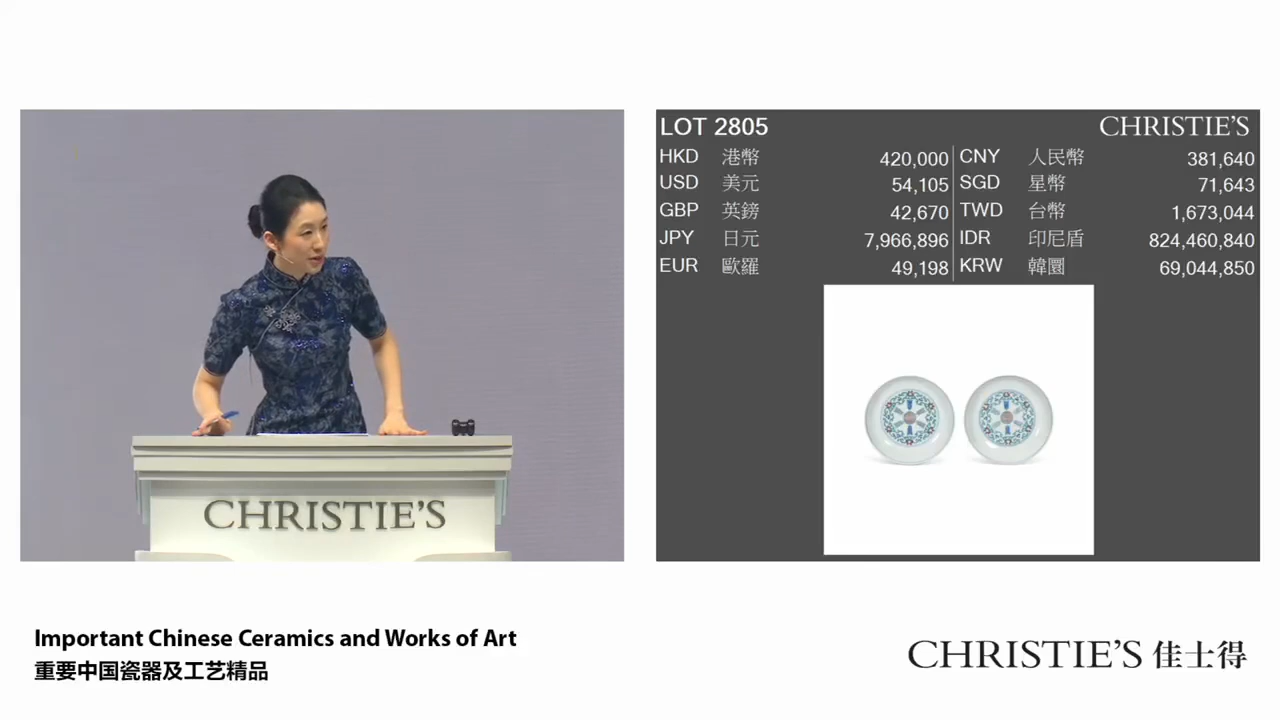 LOT 2805
CHRISTIE'S
HKD 港幣 420,000 CNY 人民幣 381,640
USD 美元 54,105 SGD 星幣 71,643
GBP 英鎊 42,670 TWD 台幣 1,673,044
JPY 日元 7,966,896 IDR 印尼盾 824,460,840
EUR 歐羅 49,198 KRW 韓圜 69,044,850
CHRISTIE'S
Important Chinese Ceramics and Works of Art
重要中国瓷器及工艺精品
CHRISTIE'S 佳士得